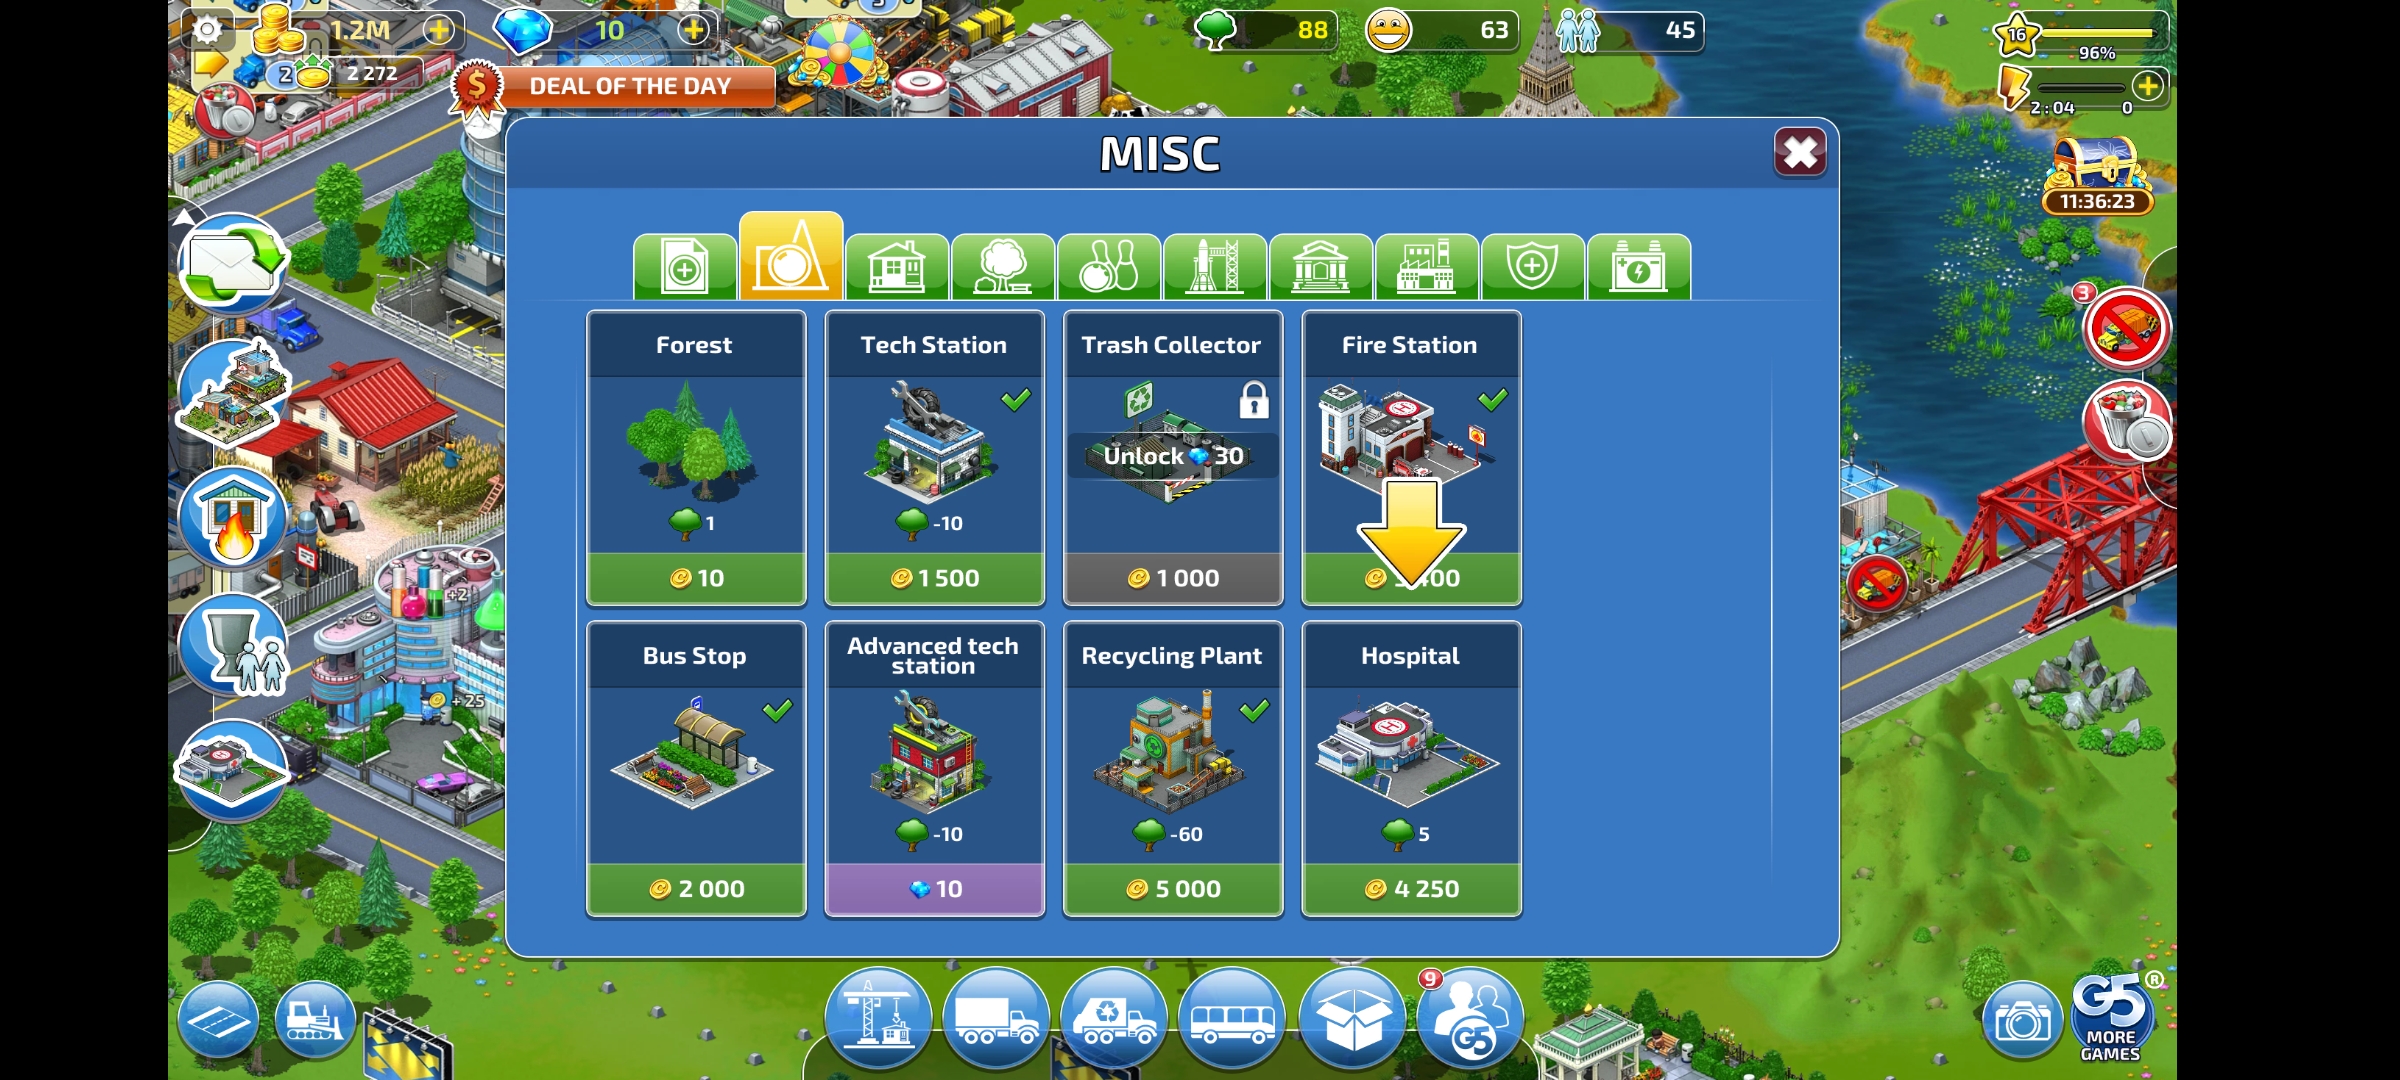 1.2M
10
88
63
45
16
96%
2
2 272
DEAL OF THE DAY
2:04
0
MISC
11:36:23
3
Forest
Tech Station
Trash Collector
Fire Station
Unlock 30
1
-10
10
1 500
1 000
+2
+25
Bus Stop
Advanced tech
station
Recycling Plant
Hospital
-10
-60
5
2 000
10
5 000
4 250
9
G5
G5®
MORE
GAMES